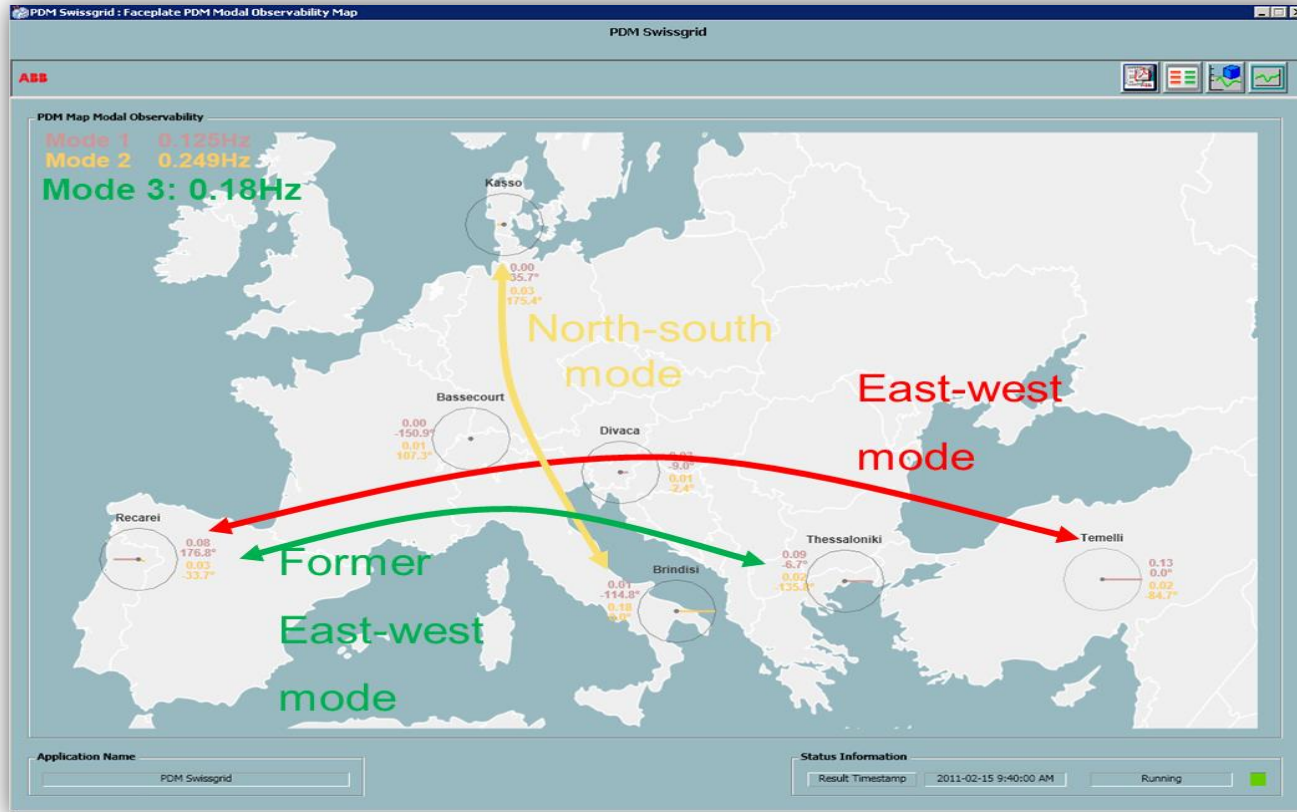 PDM Swissgrid : Faceplate PDM Modal Observability Map
PDM Swissgrid
ABB
PDM Map Modal Observability
Mode 1 0.125Hz
Mode 2 0.249Hz
Mode 3: 0.18Hz
Kasso
0.00
35.7°
0.03
175.4°
North-south
mode
East-west
mode
Bassecourt
0.00
-150.9°
0.01
Divaca
-9.0°
0.01
2.4°
Recarei
0.08
176.8°
0.03
-33.7°
Former
East-west
mode
Thessaloniki
0.09
-6.7°
0.02
Brindisi
0.01
-114.8°
0.18
Temelli
0.13
0.0°
0.02
-84.7°
Application Name
PDM Swissgrid
Status Information
Result Timestamp 2011-02-15 9:40:00 AM Running